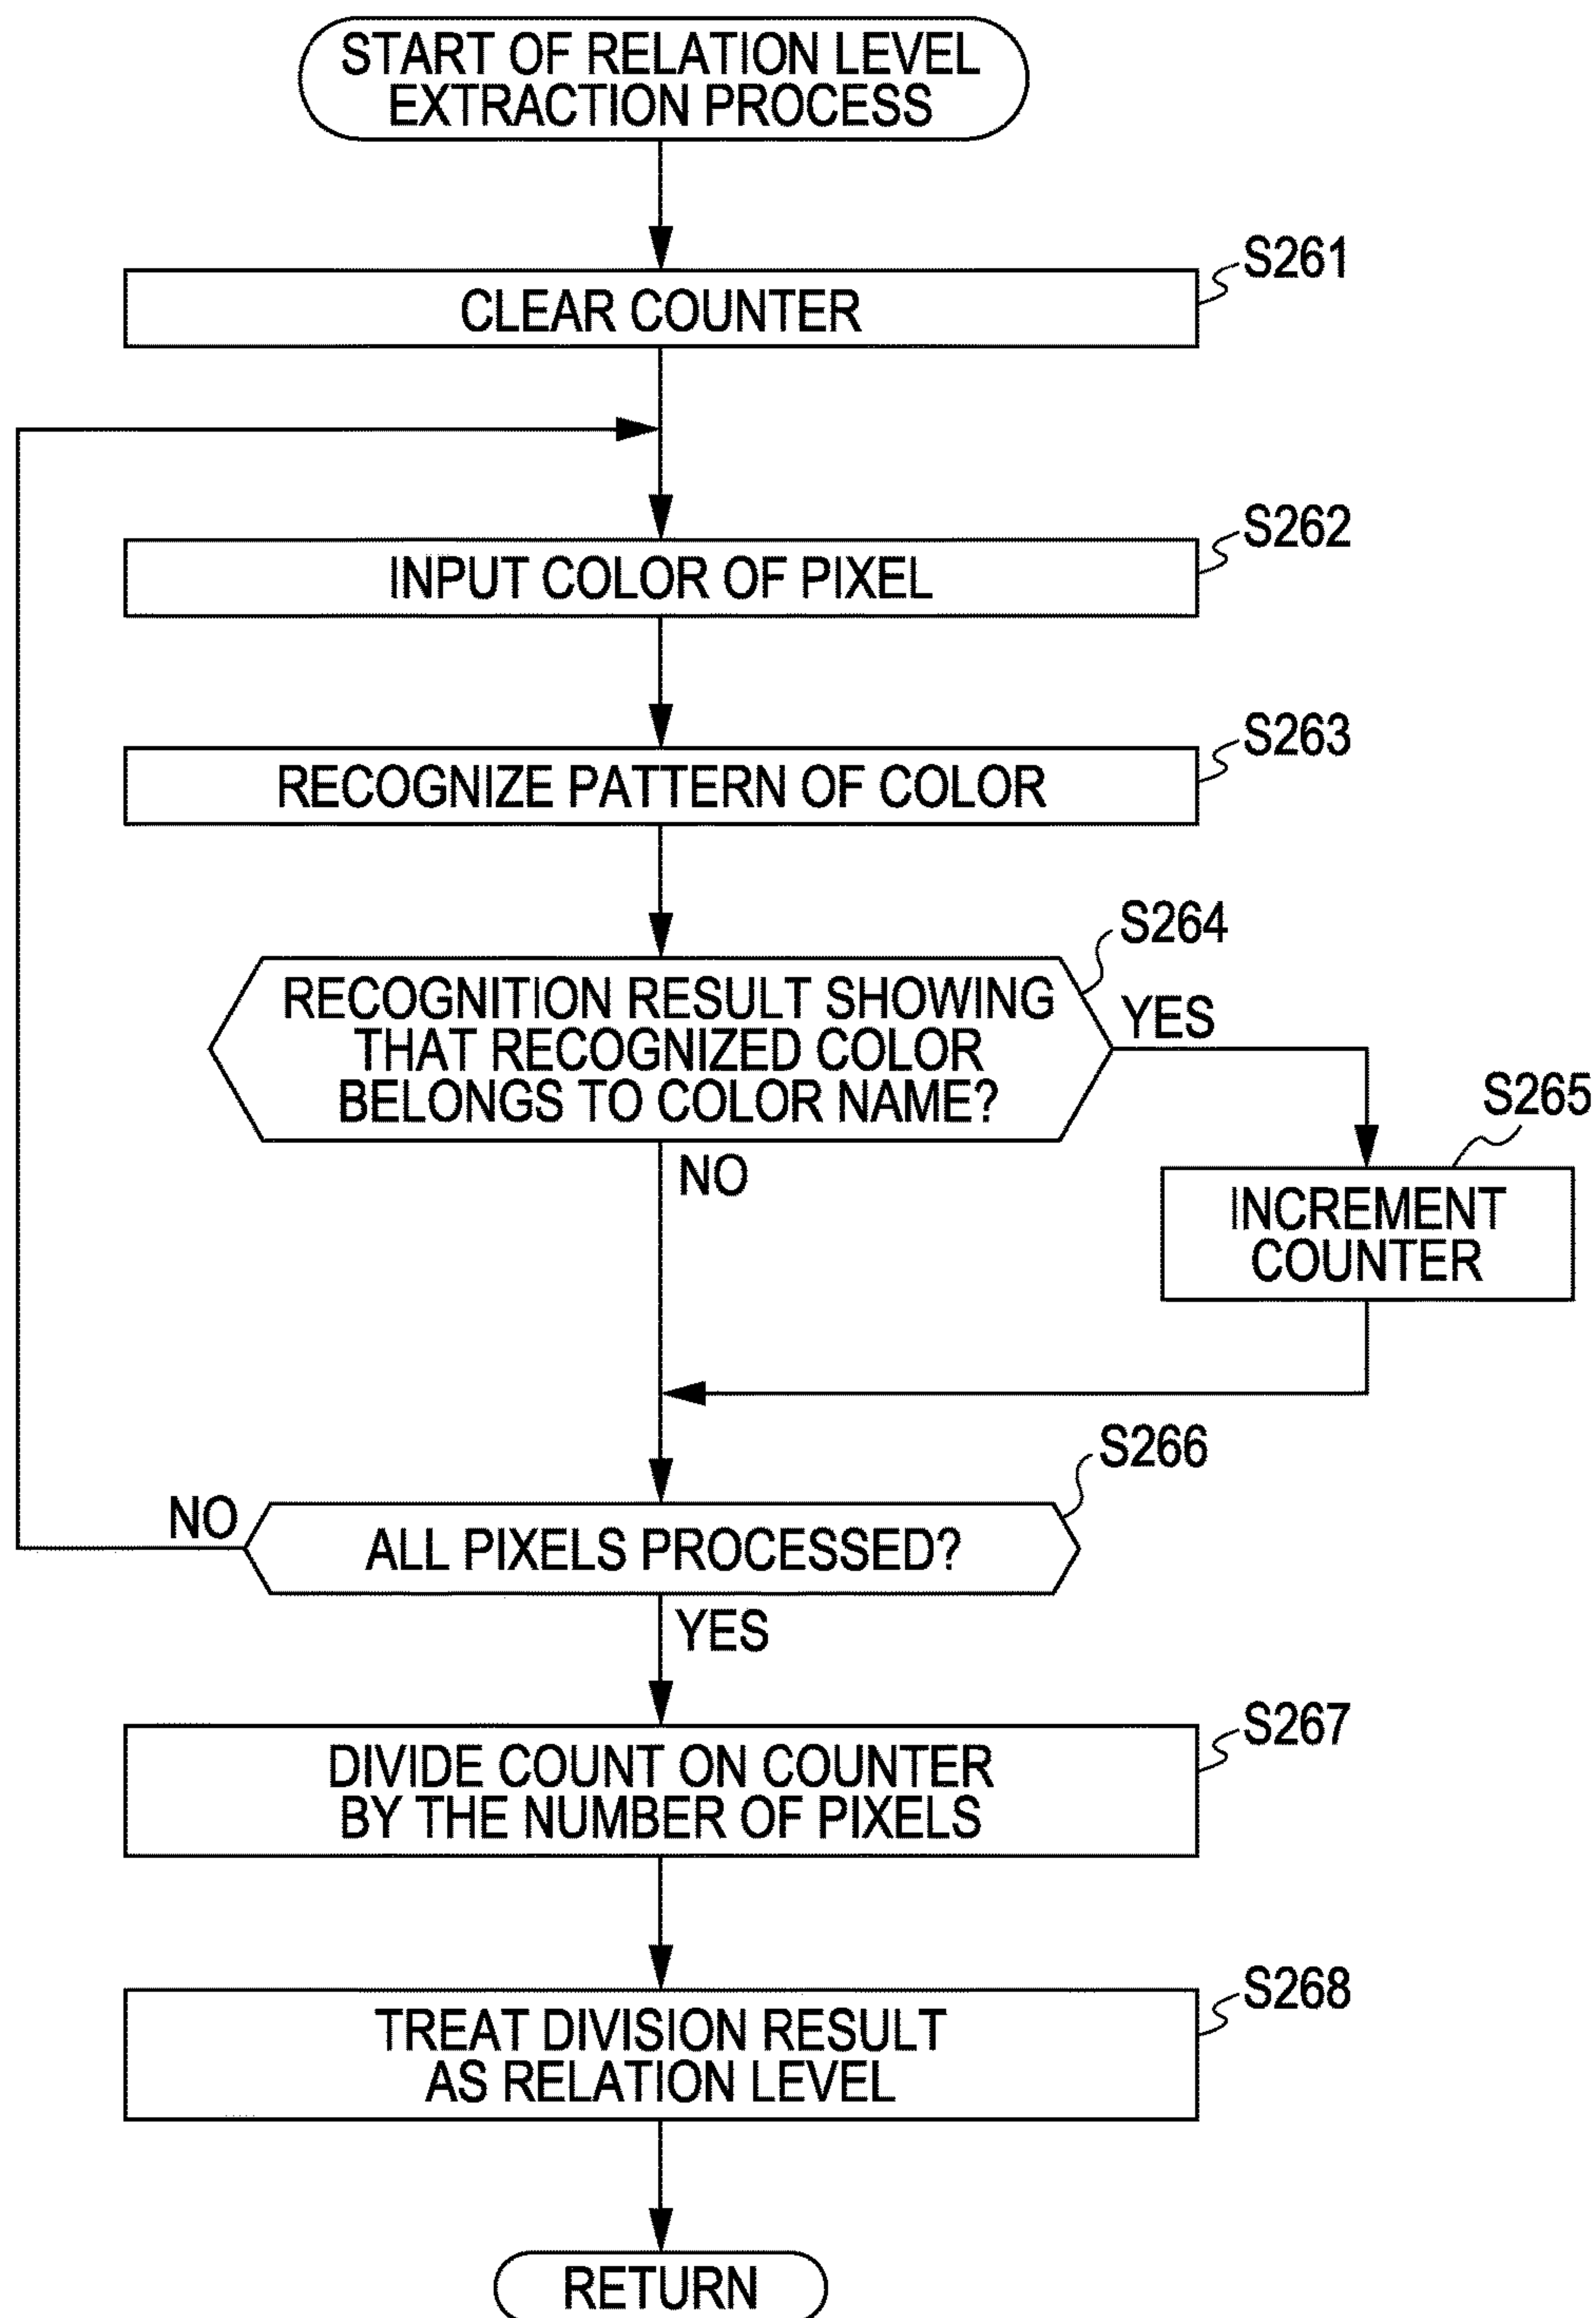 START OF RELATION LEVEL
EXTRACTION PROCESS
S261
CLEAR COUNTER
S262
INPUT COLOR OF PIXEL
S263
RECOGNIZE PATTERN OF COLOR
S264
RECOGNITION RESULT SHOWING
THAT RECOGNIZED COLOR
BELONGS TO COLOR NAME?
YES
NO
S265
INCREMENT
COUNTER
S266
NO
ALL PIXELS PROCESSED?
YES
S267
DIVIDE COUNT ON COUNTER
BY THE NUMBER OF PIXELS
S268
TREAT DIVISION RESULT
AS RELATION LEVEL
RETURN